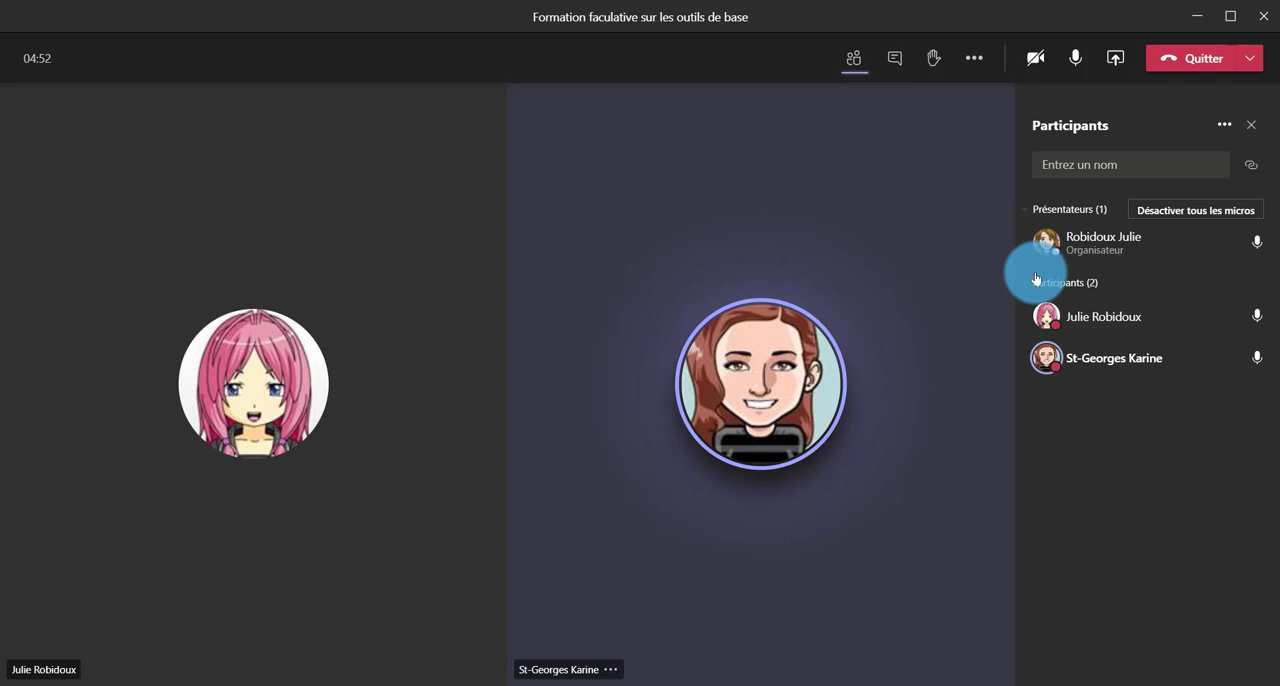 Formation faculative sur les outils de base
04:52
Quitter
Participants
Entrez un nom
Présentateurs (1)
Désactiver tous les micros
Robidoux Julie
Organisateur
Participants (2)
Julie Robidoux
St-Georges Karine
Julie Robidoux
St-Georges Karine